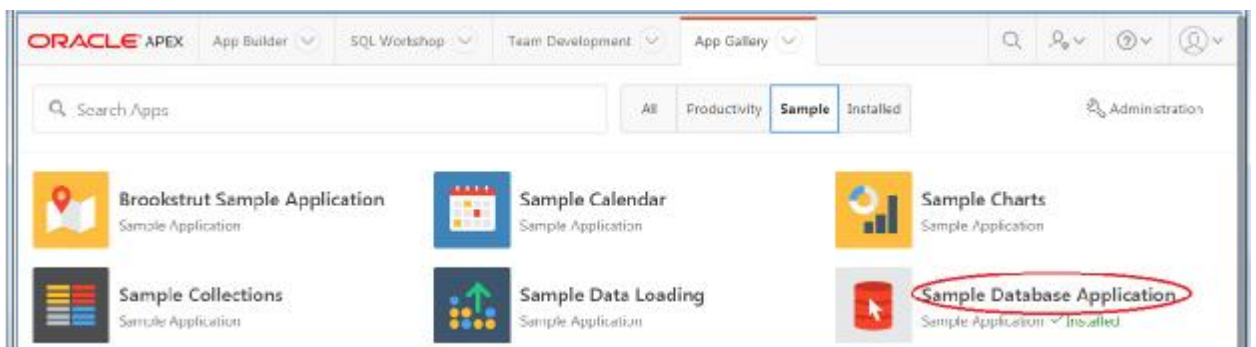 ORACLE APEX App Builder SQL Workshop Team Development App Gallery
Search Apps All Productivity Sample Installed Administration
Brookstrut Sample Application Sample Calendar Sample Charts
Sample Application Sample Application Sample Application
Sample Collections Sample Data Loading Sample Database Application
Sample Application Sample Application Sample Application Installed